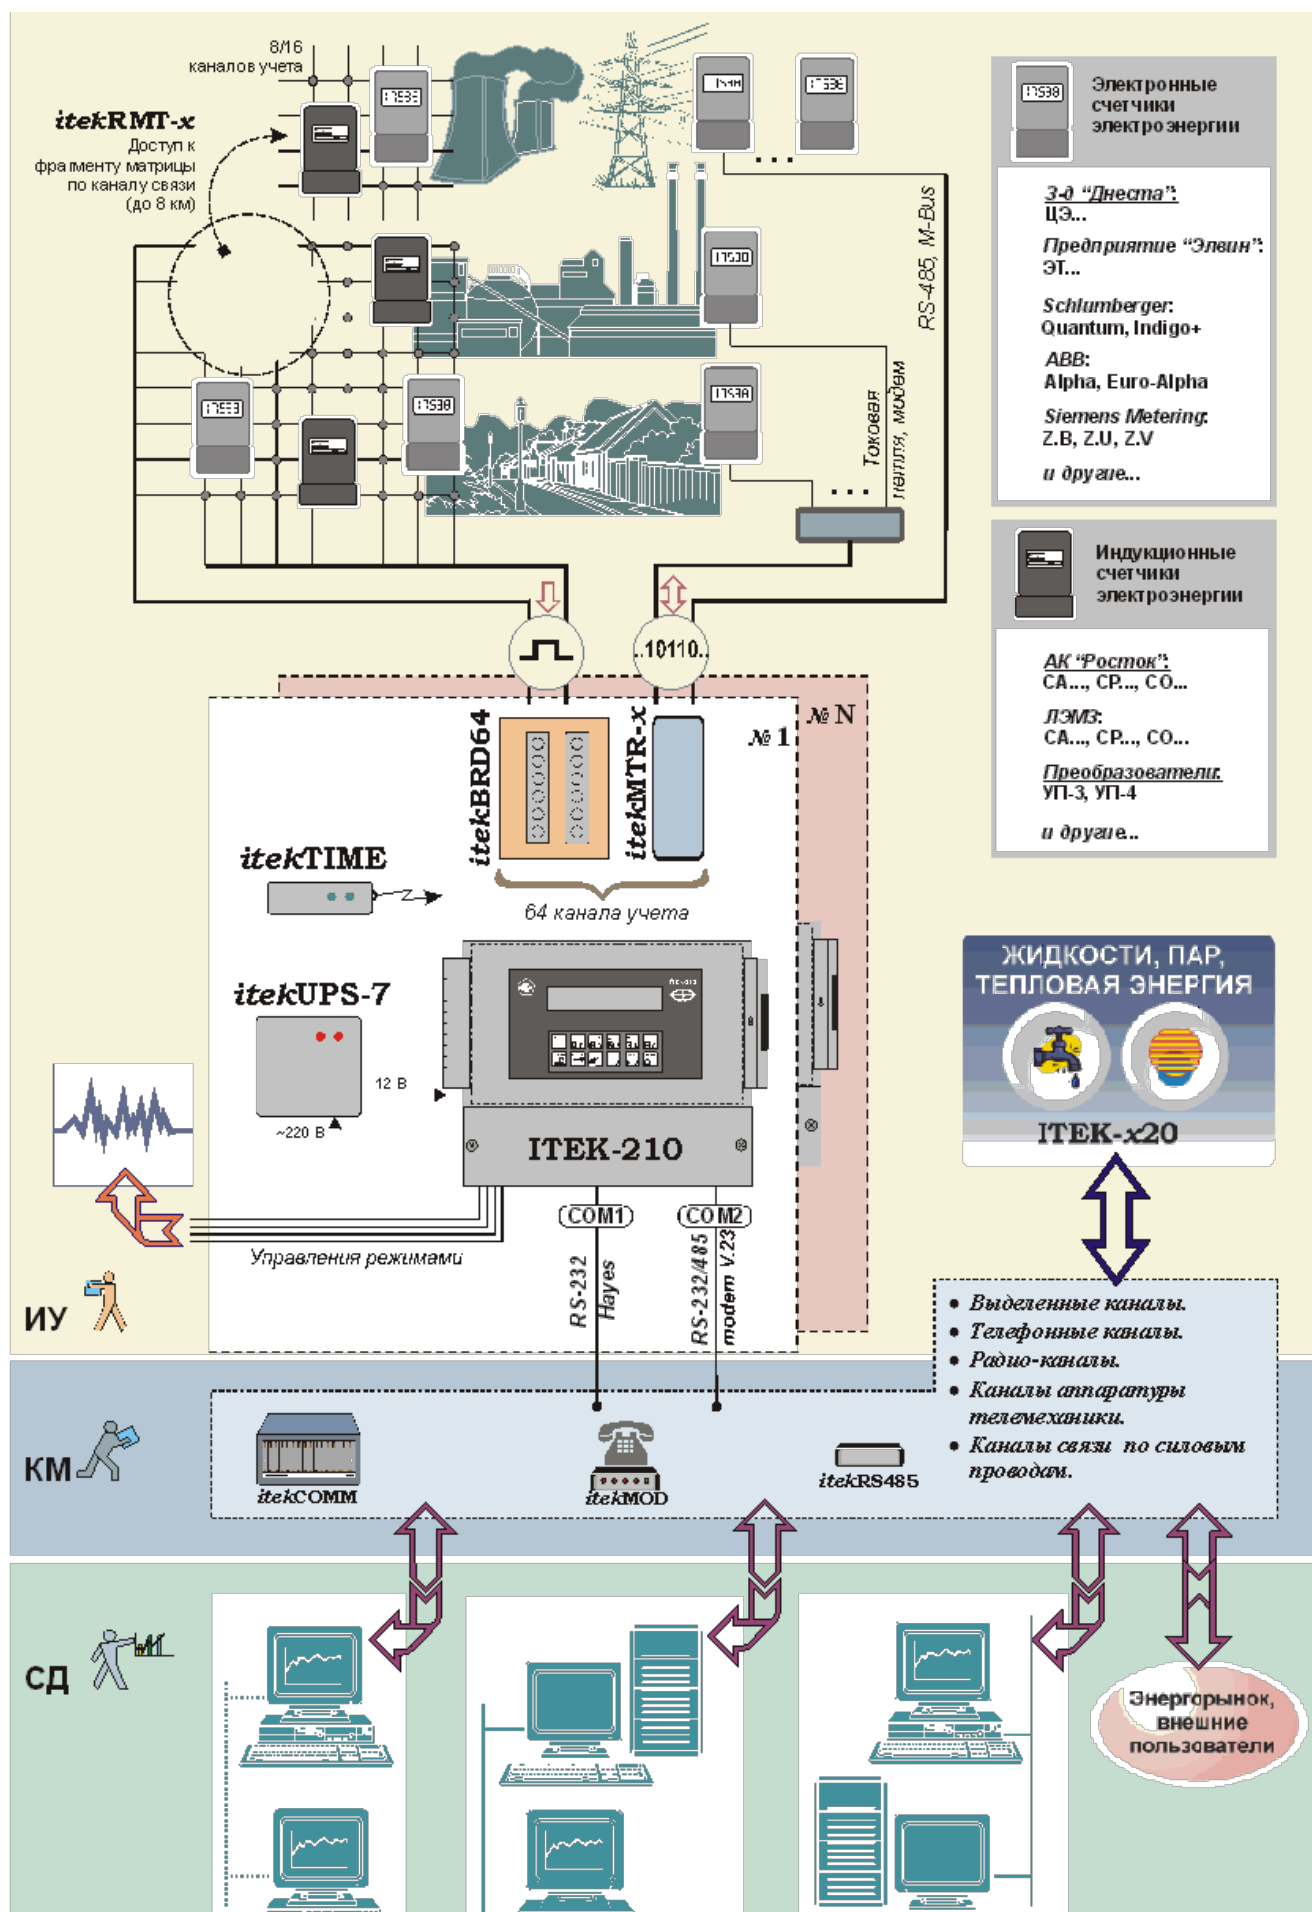 8/16
каналов учета
itekRMT-x
Доступ к
фрагменту матрицы
по каналу связи
(до 8 км)
RS-485, M-Bus
Токовая
петля, модем
17538
Электронные
счетчики
электроэнергии
З-д “Днеста”:
ЦЭ...
Предприятие “Элвин”:
ЭТ...
Schlumberger:
Quantum, Indigo+
ABB:
Alpha, Euro-Alpha
Siemens Metering:
Z.B, Z.U, Z.V
и другие...
Индукционные
счетчики
электроэнергии
АК “Росток”:
СА..., СР..., СО...
ЛЭМЗ:
СА..., СР..., СО...
Преобразователи:
УП-3, УП-4
и другие...
..10110..
№ 1
№ N
itekBRD64
itekMTR-x
itekTIME
64 канала учета
itekUPS-7
12 В
~220 В
ITEK-210
COM1
COM2
Управления режимами
RS-232
Hayes
RS-232/485
modem V.23
ЖИДКОСТИ, ПАР,
ТЕПЛОВАЯ ЭНЕРГИЯ
ITEK-x20
ИУ
• Выделенные каналы.
• Телефонные каналы.
• Радио-каналы.
• Каналы аппаратуры
телемеханики.
• Каналы связи по силовым
проводам.
КМ
itekCOMM
itekMOD
itekRS485
СД
Энергорынок,
внешние
пользователи